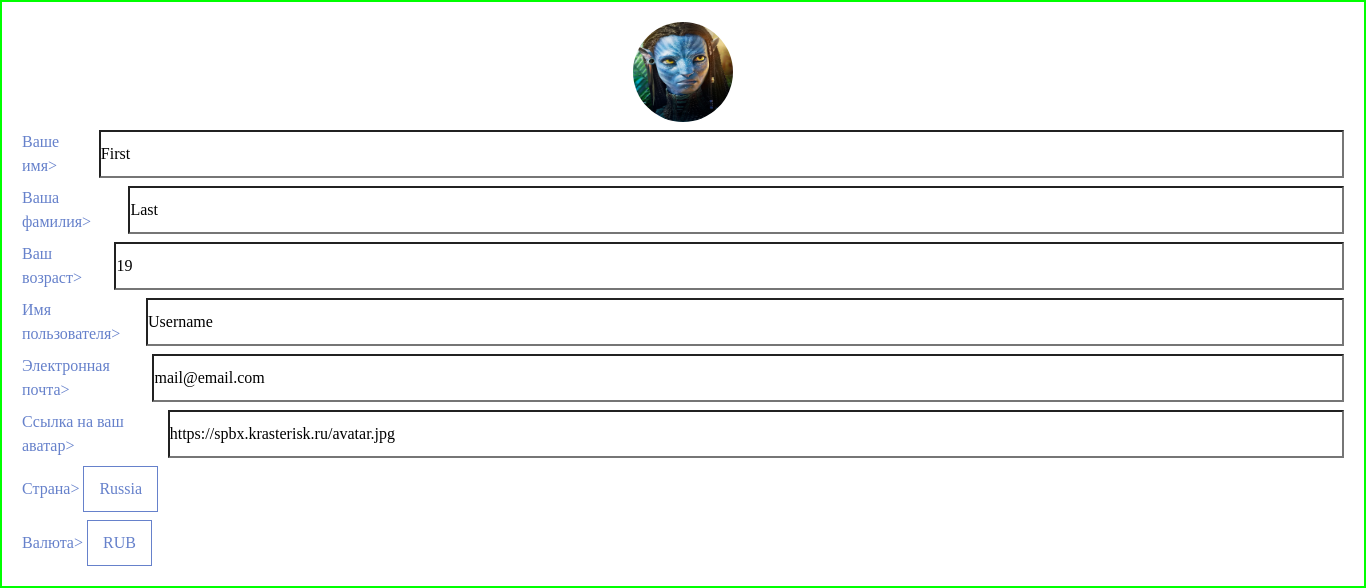 Ваше
имя>
First
Ваша
фамилия>
Last
Ваш
возраст>
19
Имя
пользователя>
Username
Электронная
почта>
mail@email.com
Ссылка на ваш
аватар>
https://spbx.krasterisk.ru/avatar.jpg
Страна> Russia
Валюта> RUB